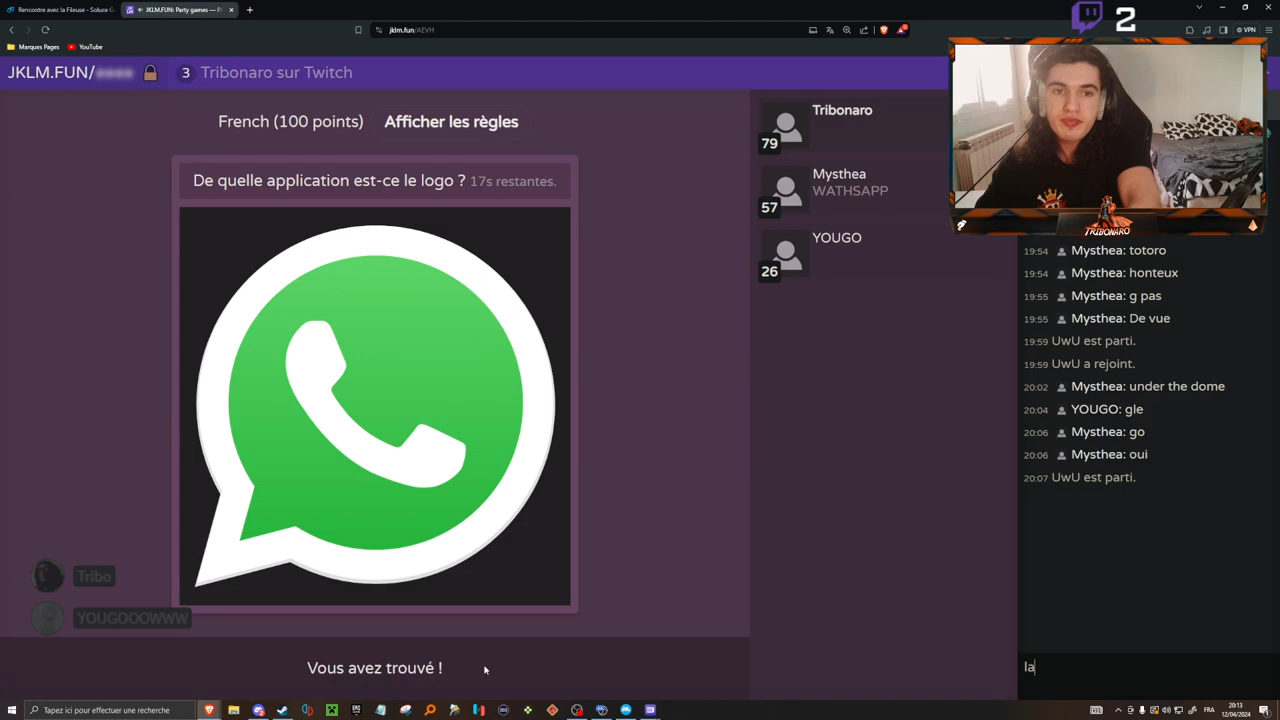 Rencontre avec la Fileuse - Soluce G
JKLM.FUN: Party games — P
jklm.fun/AEVH
VPN
Marques Pages
YouTube
2
JKLM.FUN/
3 Tribonaro sur Twitch
French (100 points) Afficher les règles
De quelle application est-ce le logo ? 17s restantes.
Tribonaro
79
Mysthea
WATHSAPP
57
YOUGO
26
TRIBONARO
19:54 Mysthea: totoro
19:54 Mysthea: honteux
19:55 Mysthea: g pas
19:55 Mysthea: De vue
19:59 UwU est parti.
19:59 UwU a rejoint.
20:02 Mysthea: under the dome
20:04 YOUGO: gle
20:06 Mysthea: go
20:06 Mysthea: oui
20:07 UwU est parti.
Tribo
YOUGOOOWWW
Vous avez trouvé !
la
Tapez ici pour effectuer une recherche
FRA
20:13
12/04/2024